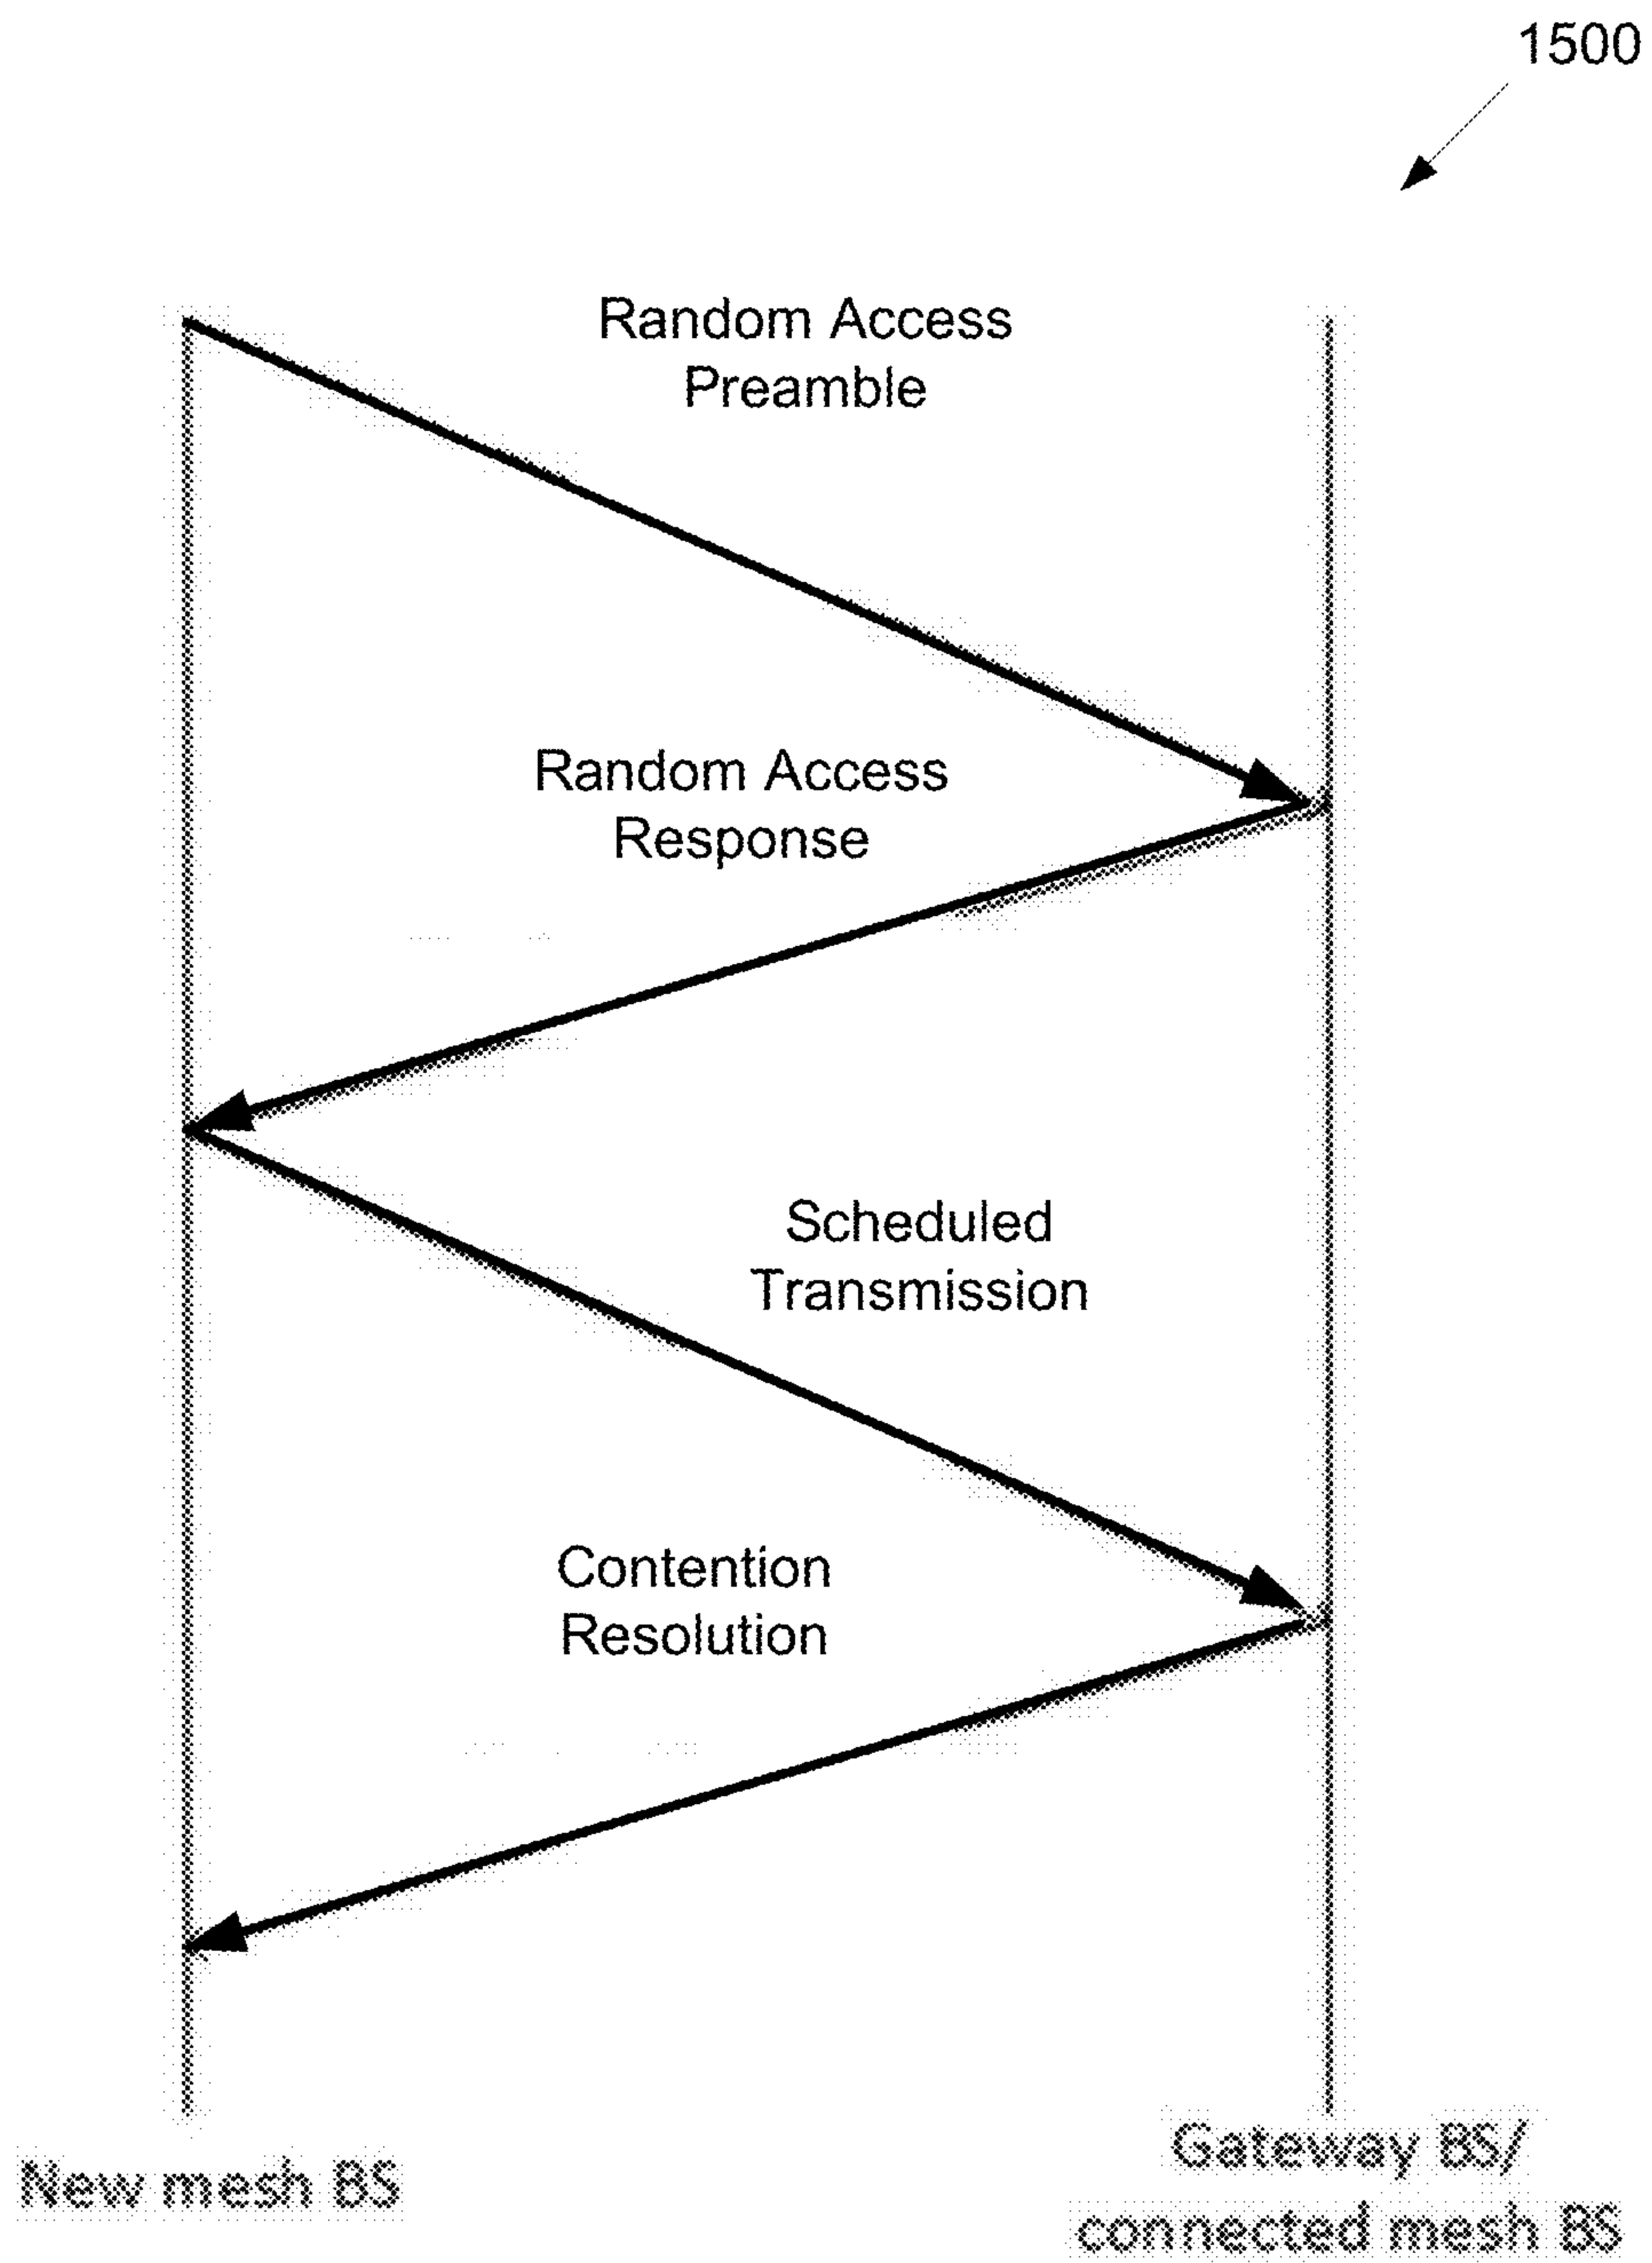 1500
Random Access
Preamble
Random Access
Response
Scheduled
Transmission
Contention
Resolution
New mesh BS
Gateway BS/
connected mesh BS